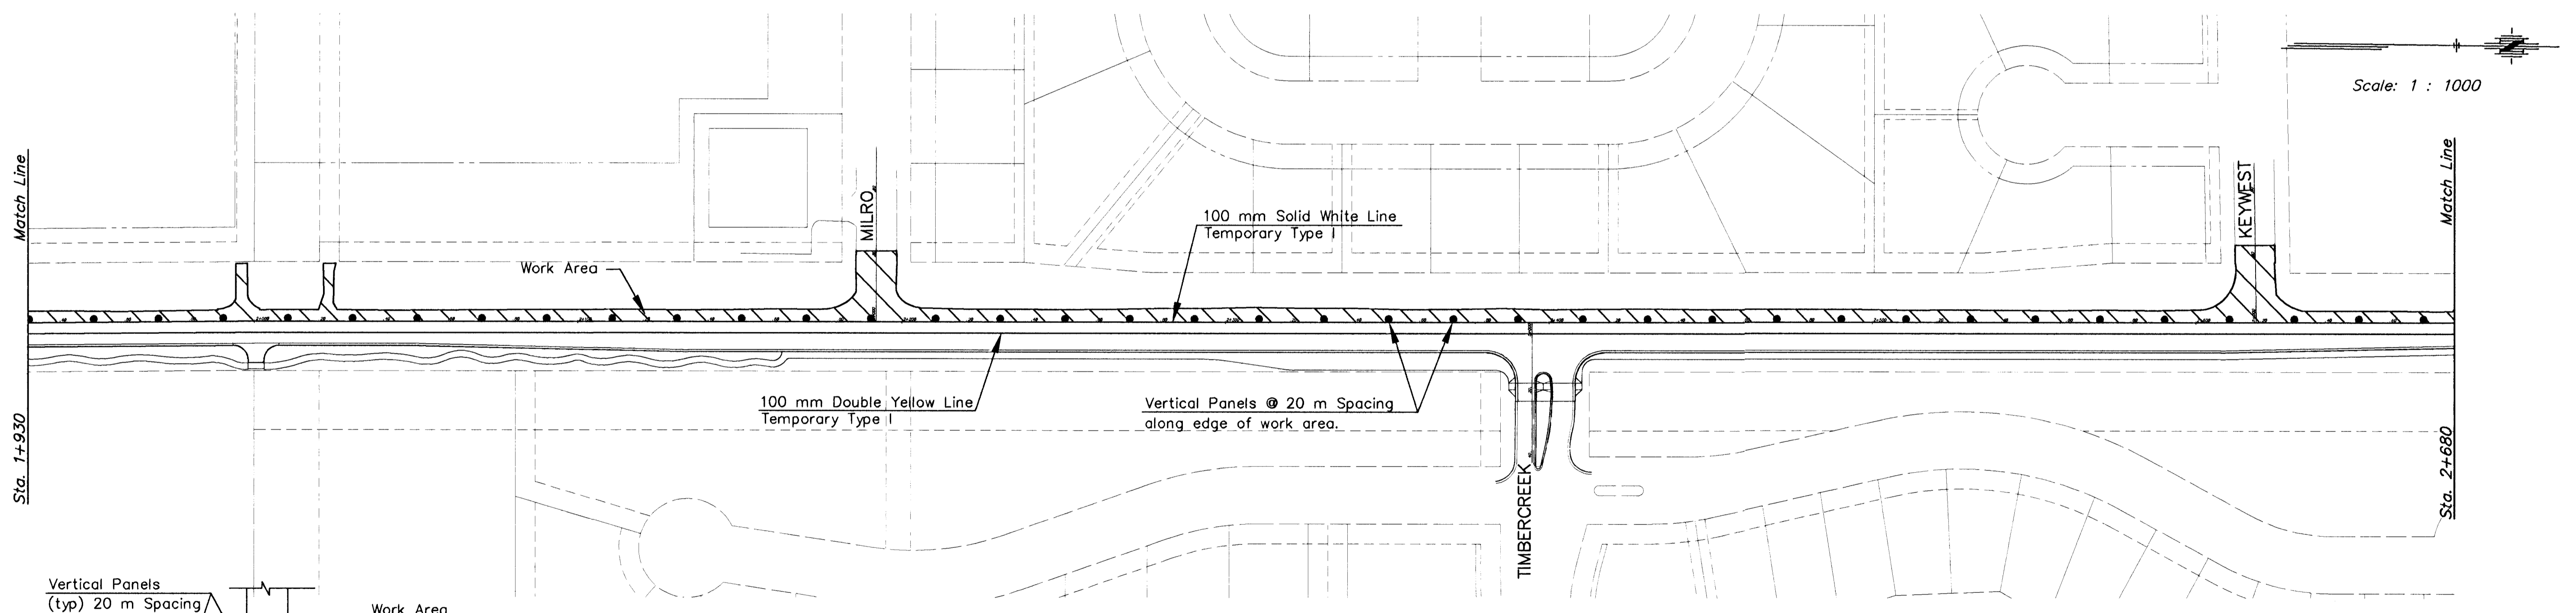 Scale: 1 : 1000
Match Line
Sta. 1+930
MILRO
100 mm Solid White Line
Temporary Type I
KEYWEST
Match Line
Sta. 2+680
Work Area
100 mm Double Yellow Line
Temporary Type I
Vertical Panels @ 20 m Spacing
along edge of work area.
TIMBERCREEK
Vertical Panels
(typ) 20 m Spacing
Work Area